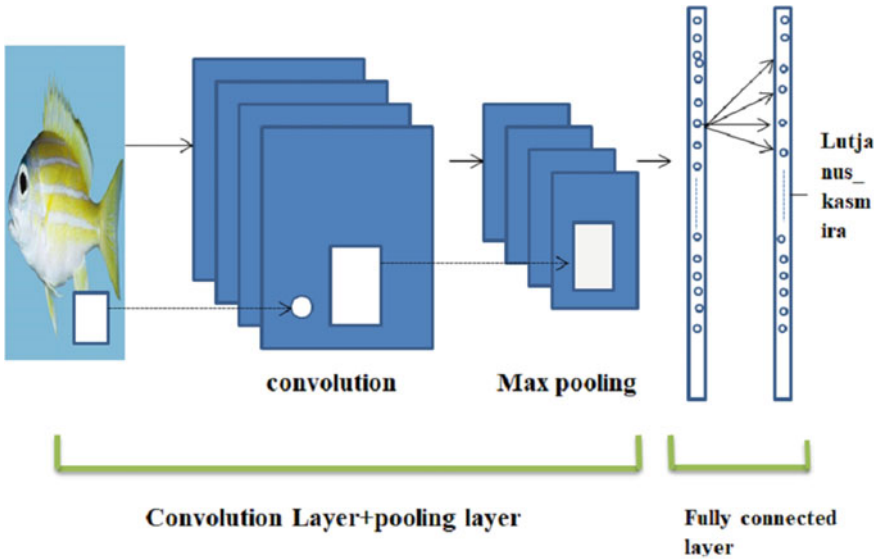 Lutja
nus_
kasm
ira
convolution
Max pooling
Convolution Layer+pooling layer
Fully connected
layer